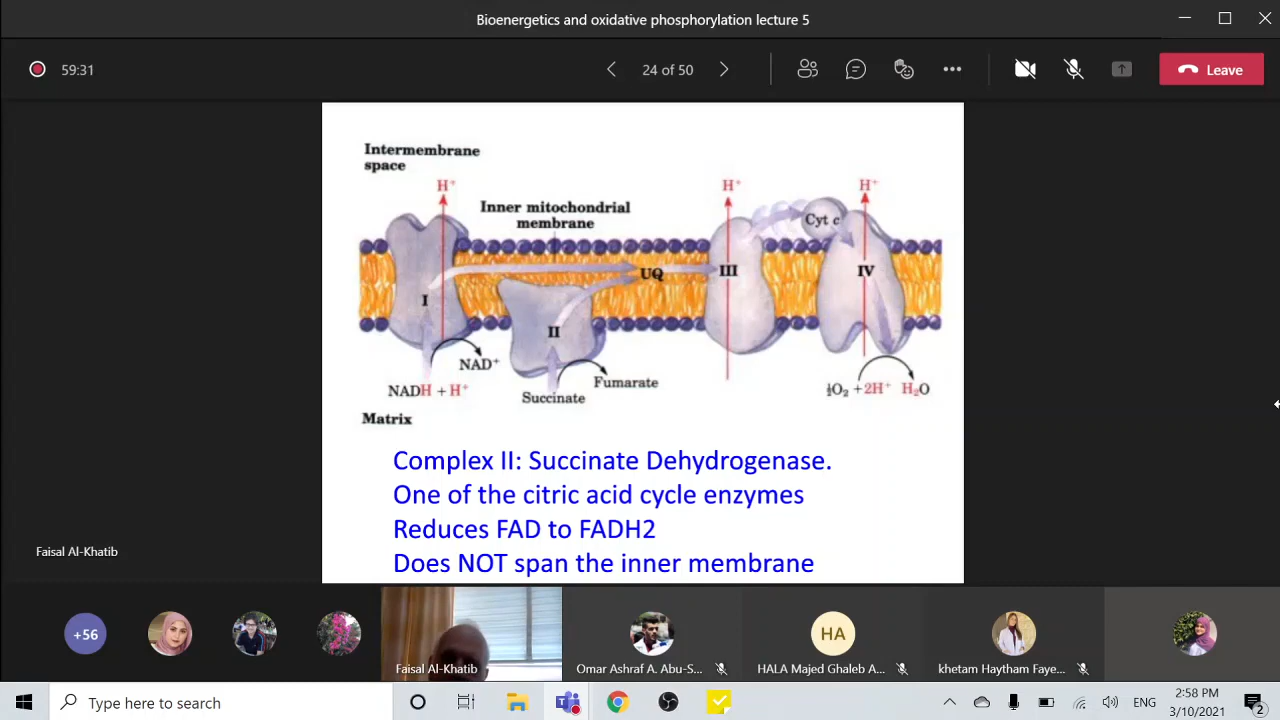 Bioenergetics and oxidative phosphorylation lecture 5
59:31
24 of 50
Leave
Intermembrane
space
H⁺
H⁺
H⁺
Inner mitochondrial
membrane
Cyt c
UQ
III
IV
I
II
NAD⁺
NADH + H⁺
Fumarate
Succinate
½O₂ + 2H⁺ H₂O
Matrix
Complex II: Succinate Dehydrogenase.
One of the citric acid cycle enzymes
Reduces FAD to FADH2
Does NOT span the inner membrane
Faisal Al-Khatib
+56
Faisal Al-Khatib
Omar Ashraf A. Abu-S...
HA
HALA Majed Ghaleb A...
khetam Haytham Faye...
Type here to search
ENG
2:58 PM
3/10/2021
2